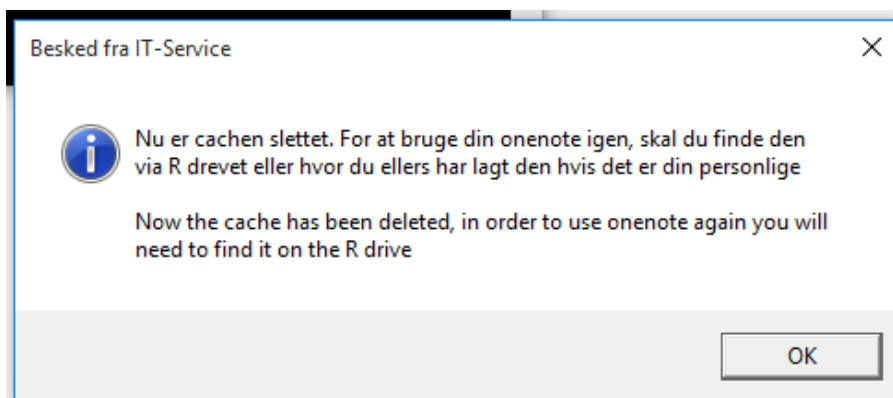 Besked fra IT-Service
Nu er cachen slettet. For at bruge din onenote igen, skal du finde den
via R drevet eller hvor du ellers har lagt den hvis det er din personlige
Now the cache has been deleted, in order to use onenote again you will
need to find it on the R drive
OK